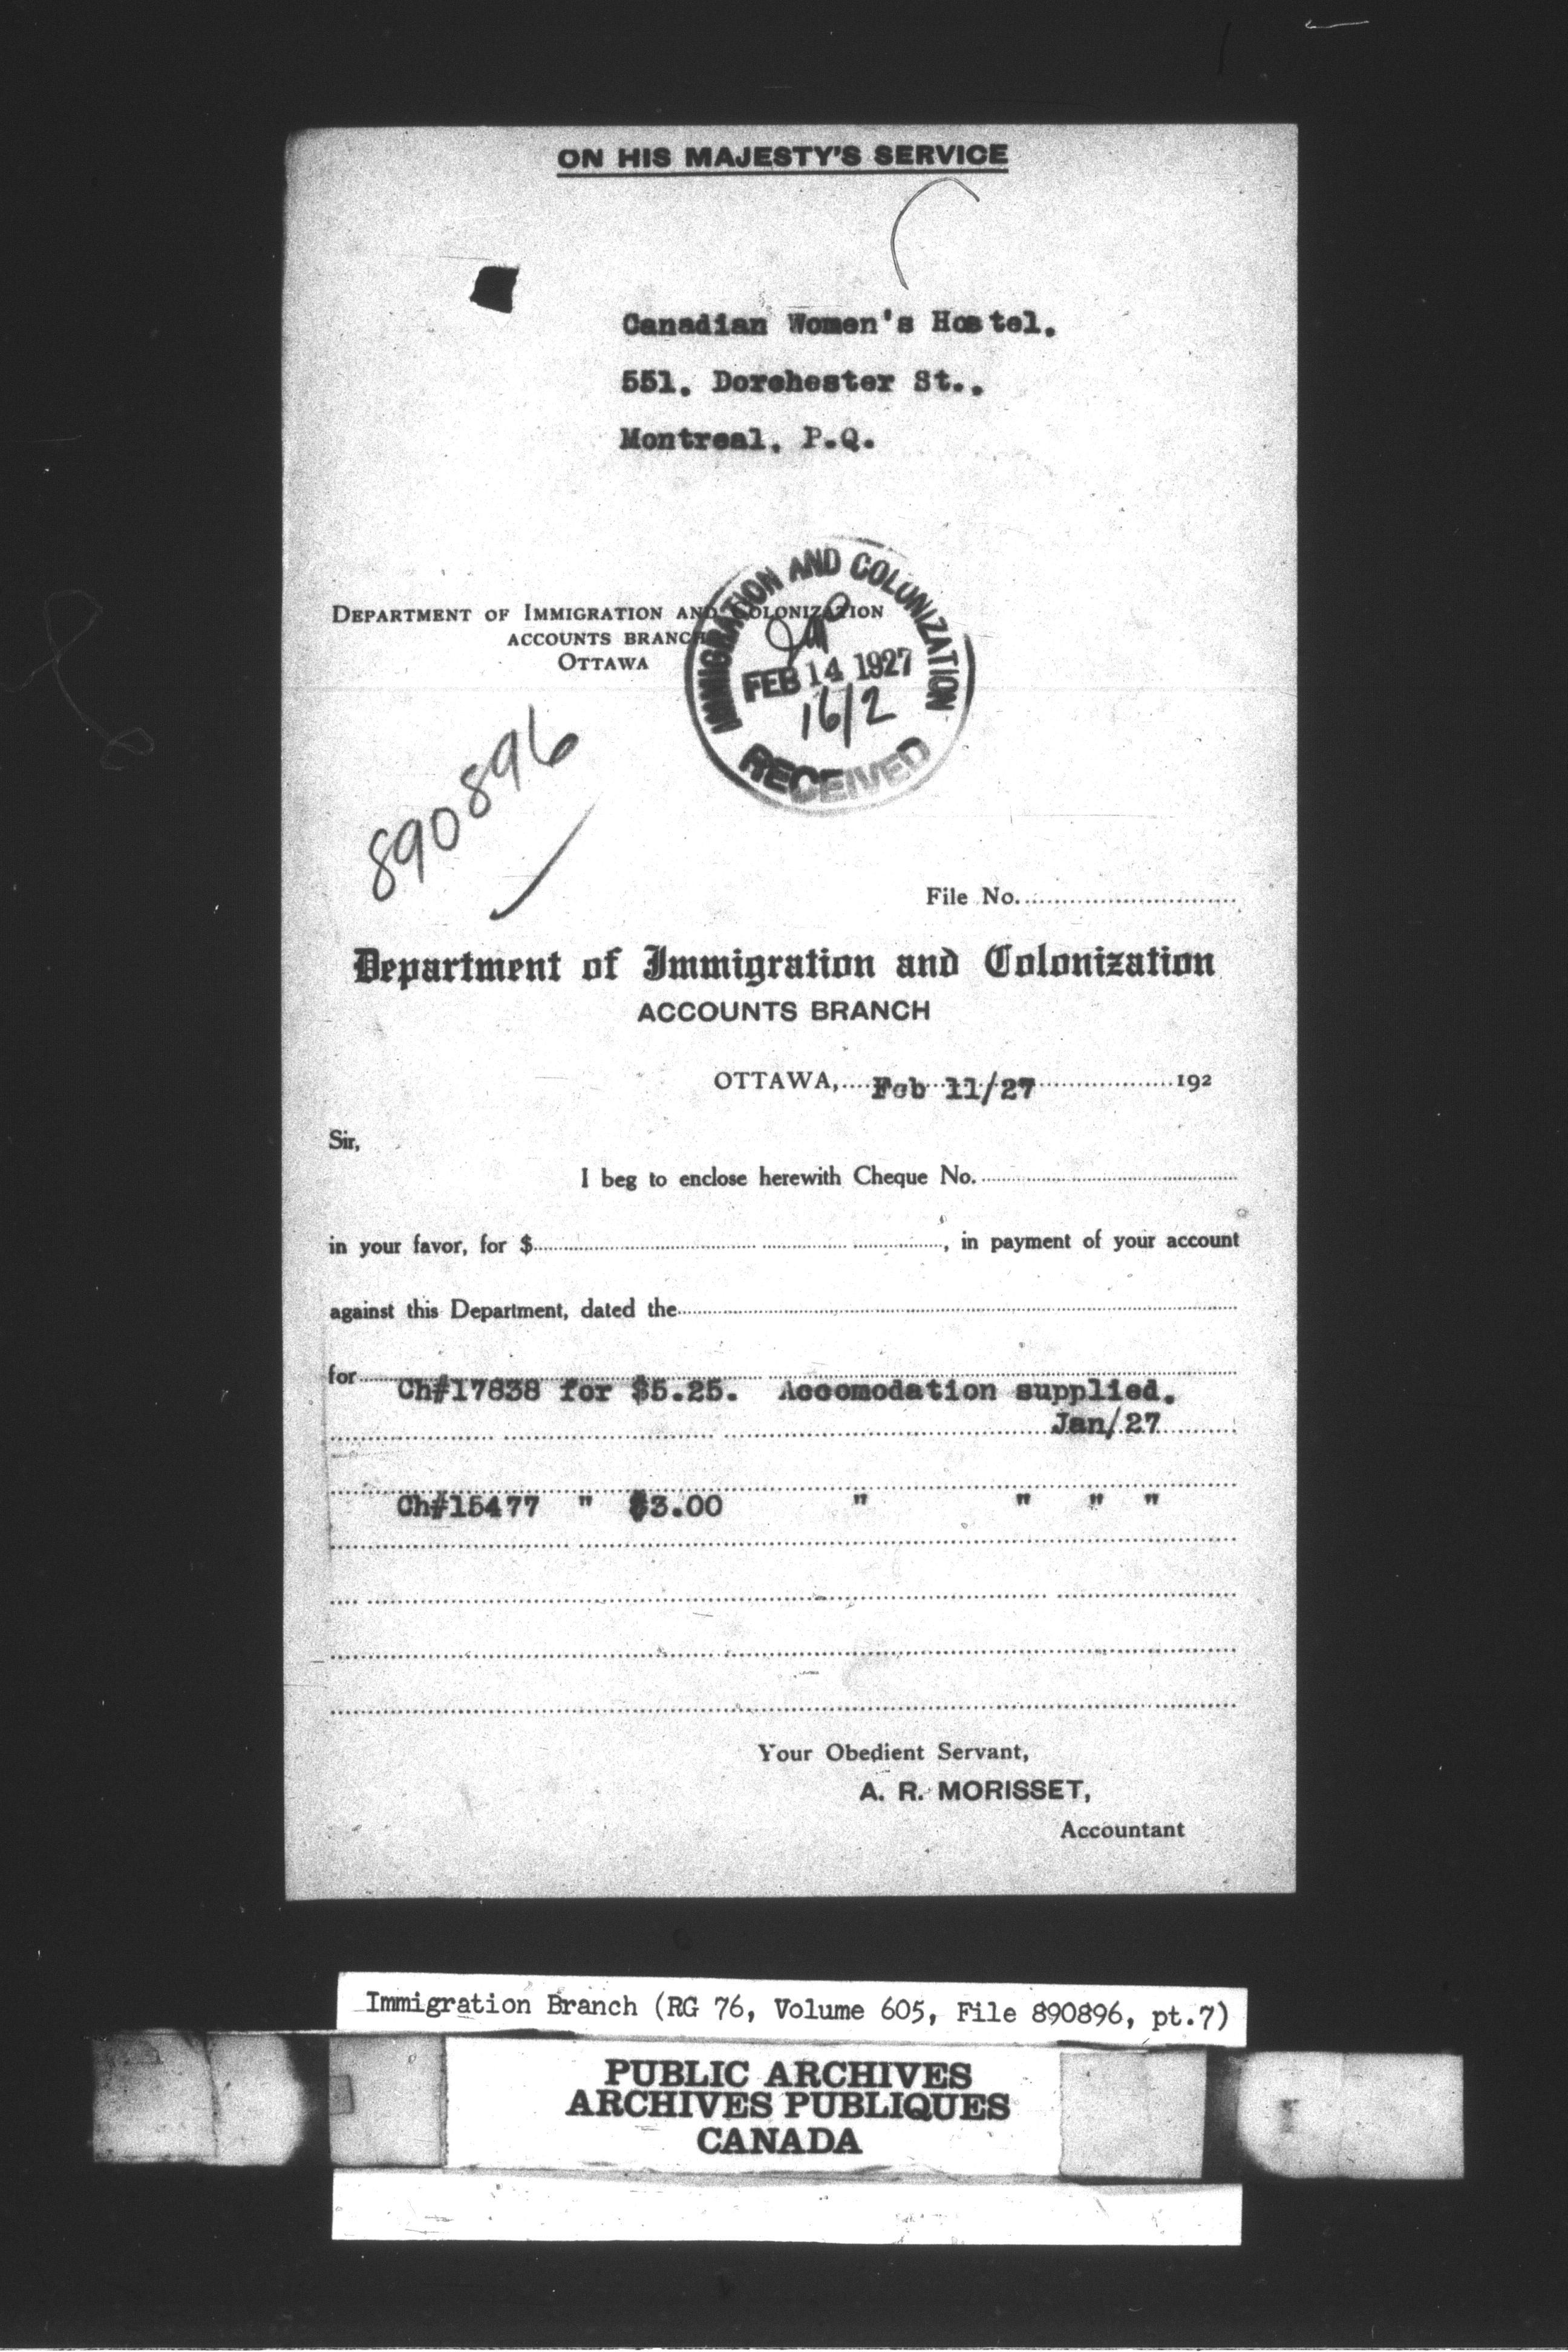 ON HIS MAJESTY'S SERVICE
Canadian Women's Hostel.
551. Dorchester St..
Montreal. P.Q.
DEPARTMENT OF IMMIGRATION AND COLONIZATION
ACCOUNTS BRANCH
OTTAWA
IMMIGRATION AND COLONIZATION
FEB 14 1927
16/2
RECEIVED
890896
File No.
Department of Immigration and Colonization
ACCOUNTS BRANCH
OTTAWA, Feb 11/27 192
Sir,
I beg to enclose herewith Cheque No.
in your favor, for $ , in payment of your account
against this Department, dated the
for
Ch#17838 for $5.25. Accomodation supplied.
Jan/27
Ch#15477 " $3.00 " " " "
Your Obedient Servant,
A. R. MORISSET,
Accountant
Immigration Branch (RG 76, Volume 605, File 890896, pt.7)
PUBLIC ARCHIVES
ARCHIVES PUBLIQUES
CANADA